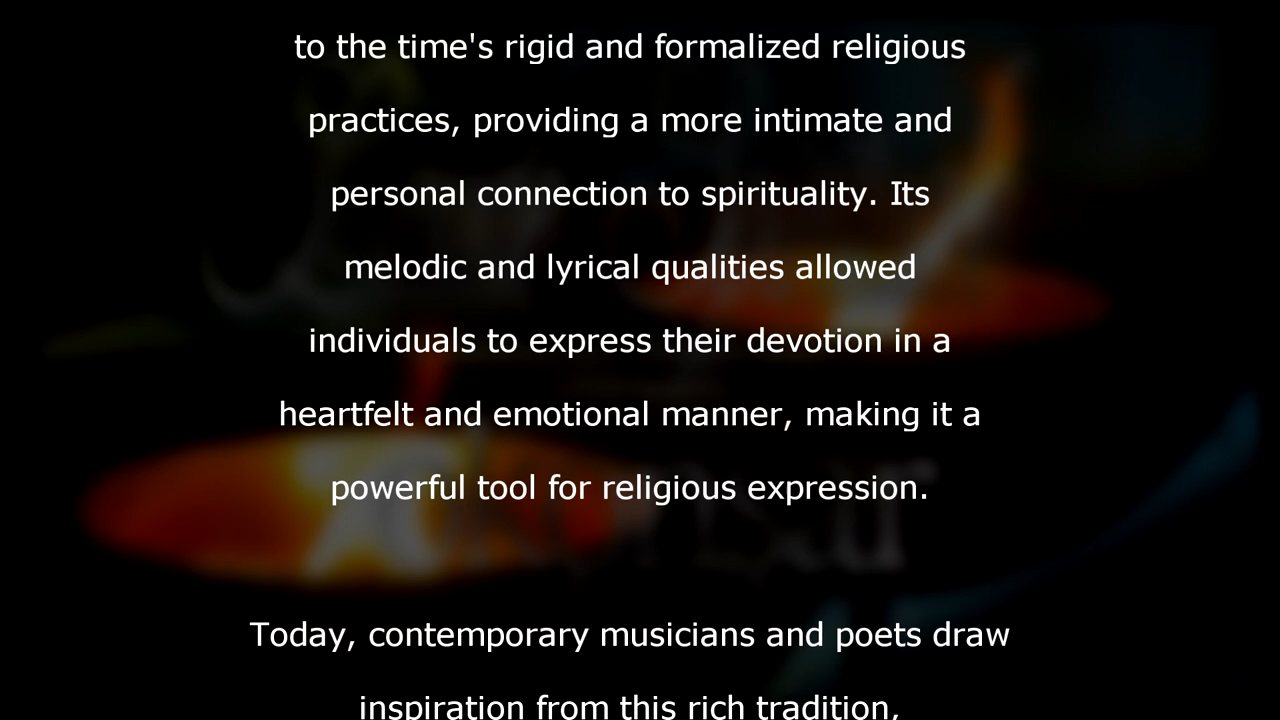 to the time's rigid and formalized religious
practices, providing a more intimate and
personal connection to spirituality. Its
melodic and lyrical qualities allowed
individuals to express their devotion in a
heartfelt and emotional manner, making it a
powerful tool for religious expression.
Today, contemporary musicians and poets draw
inspiration from this rich tradition,